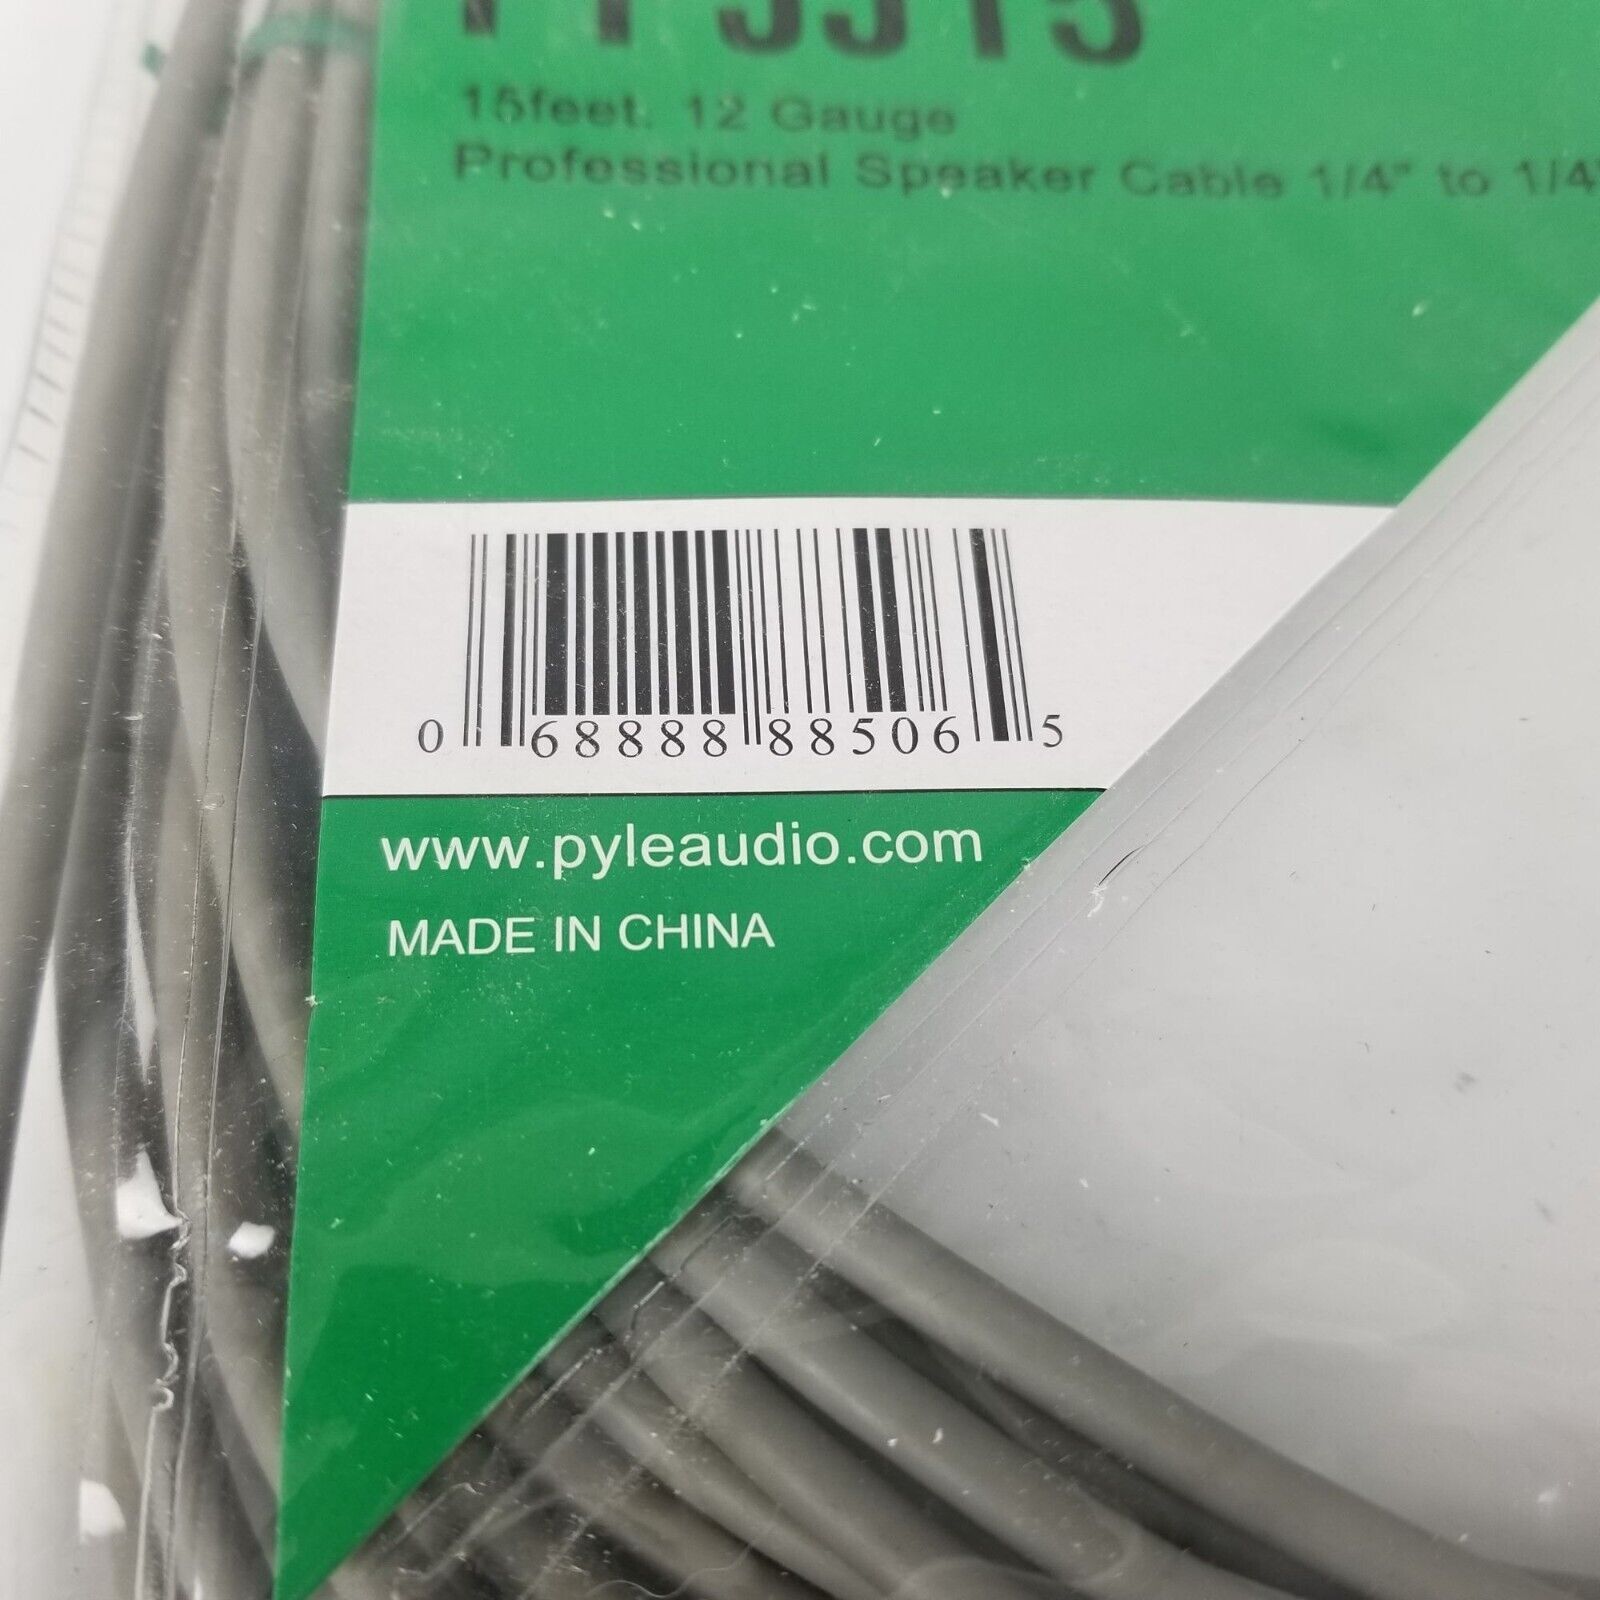 PPJJ15
15feet. 12 Gauge
Professional Speaker Cable 1/4" to 1/4"
0 68888 88506 5
www.pyleaudio.com
MADE IN CHINA